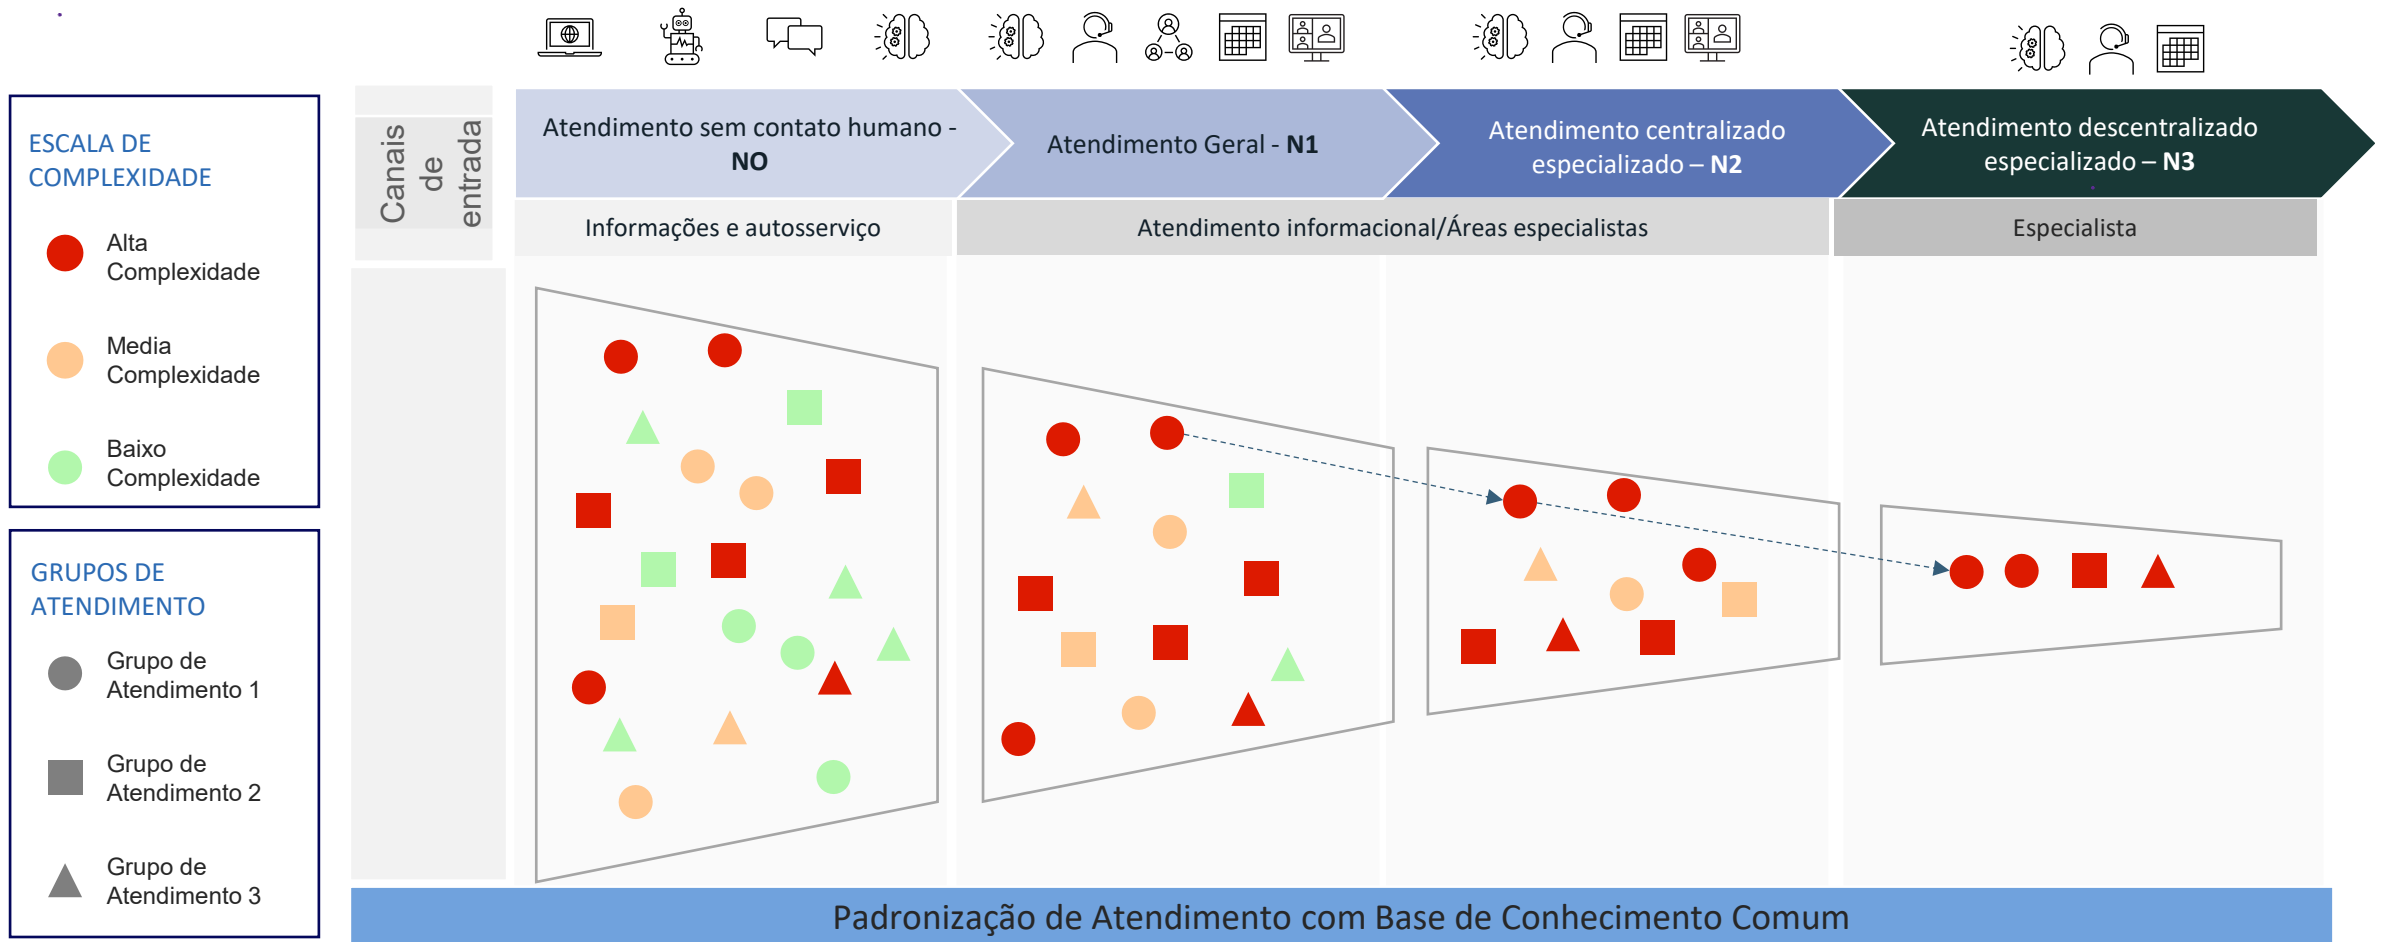 ESCALA DE
COMPLEXIDADE
Alta
Complexidade
Media
Complexidade
Baixo
Complexidade
GRUPOS DE
ATENDIMENTO
Grupo de
Atendimento 1
Grupo de
Atendimento 2
Grupo de
Atendimento 3
Canais
de
entrada
Atendimento sem contato humano -
NO
Atendimento Geral - N1
Atendimento centralizado
especializado – N2
Atendimento descentralizado
especializado – N3
Informações e autosserviço
Atendimento informacional/Áreas especialistas
Especialista
Padronização de Atendimento com Base de Conhecimento Comum